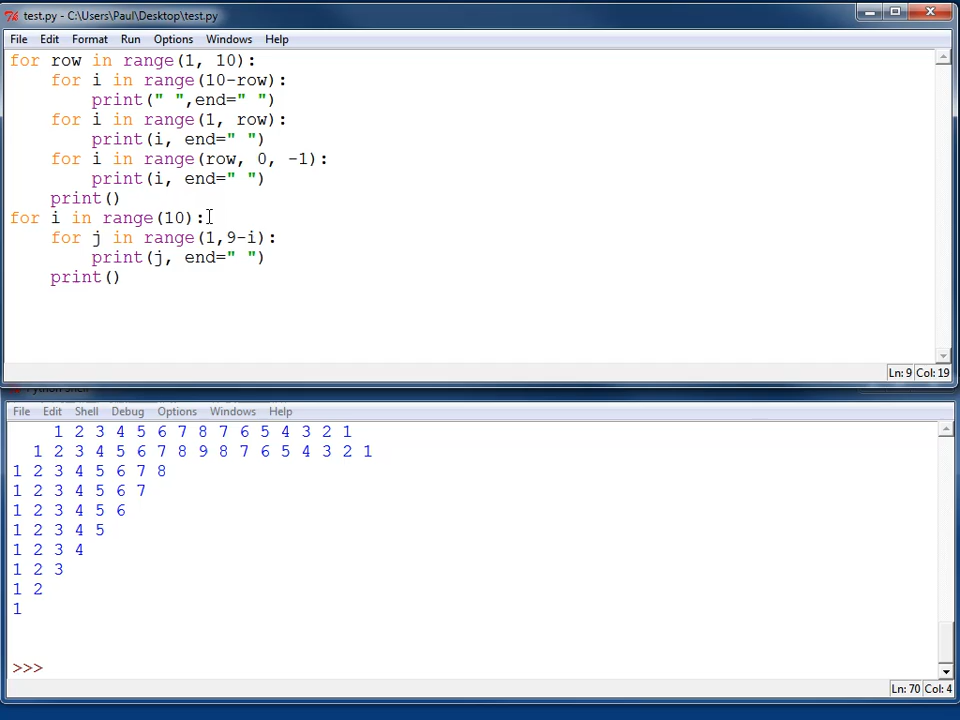 test.py - C:\Users\Paul\Desktop\test.py
File Edit Format Run Options Windows Help
for row in range(1, 10):
    for i in range(10-row):
        print(" ",end=" ")
    for i in range(1, row):
        print(i, end=" ")
    for i in range(row, 0, -1):
        print(i, end=" ")
    print()
for i in range(10):
    for j in range(1,9-i):
        print(j, end=" ")
    print()
Ln: 9 Col: 19
File Edit Shell Debug Options Windows Help
1 2 3 4 5 6 7 8 7 6 5 4 3 2 1
1 2 3 4 5 6 7 8 9 8 7 6 5 4 3 2 1
1 2 3 4 5 6 7 8
1 2 3 4 5 6 7
1 2 3 4 5 6
1 2 3 4 5
1 2 3 4
1 2 3
1 2
1
>>>
Ln: 70 Col: 4